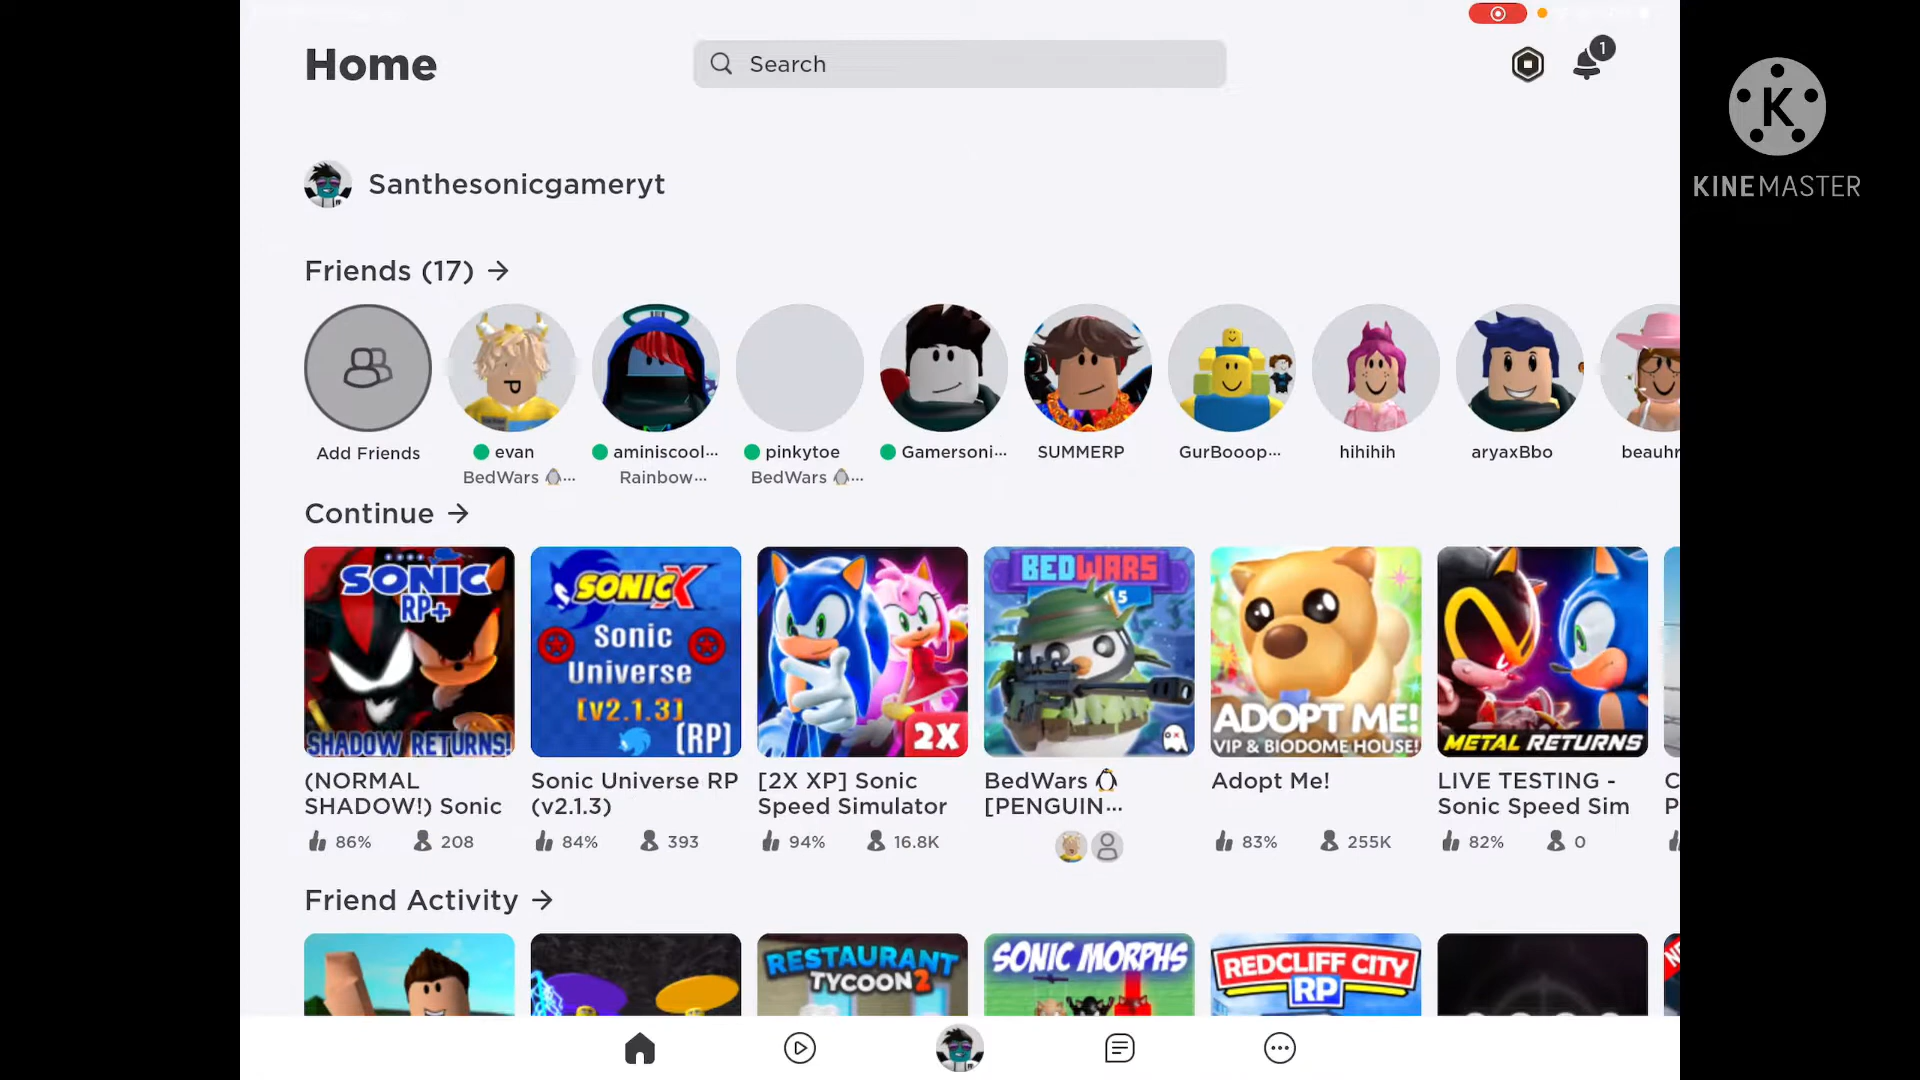 Home
Search
1
K
KINEMASTER
Santhesonicgameryt
Friends (17)
Add Friends
evan
BedWars 🐧...
aminiscool...
Rainbow...
pinkytoe
BedWars 🐧...
Gamersoni...
SUMMERP
GurBooop...
hihihih
aryaxBbo
beauhr
Continue
SONIC
RP+
SHADOW RETURNS!
SONIC X
Sonic
Universe
[v2.1.3]
[RP]
2X
BEDWARS
5
ADOPT ME!
VIP & BIODOME HOUSE!
METAL RETURNS
(NORMAL
SHADOW!) Sonic
86%
208
Sonic Universe RP
(v2.1.3)
84%
393
[2X XP] Sonic
Speed Simulator
94%
16.8K
BedWars 🐧
[PENGUIN...
Adopt Me!
83%
255K
LIVE TESTING -
Sonic Speed Sim
82%
0
C
P
Friend Activity
RESTAURANT
TYCOON 2
SONIC MORPHS
REDCLIFF CITY
RP